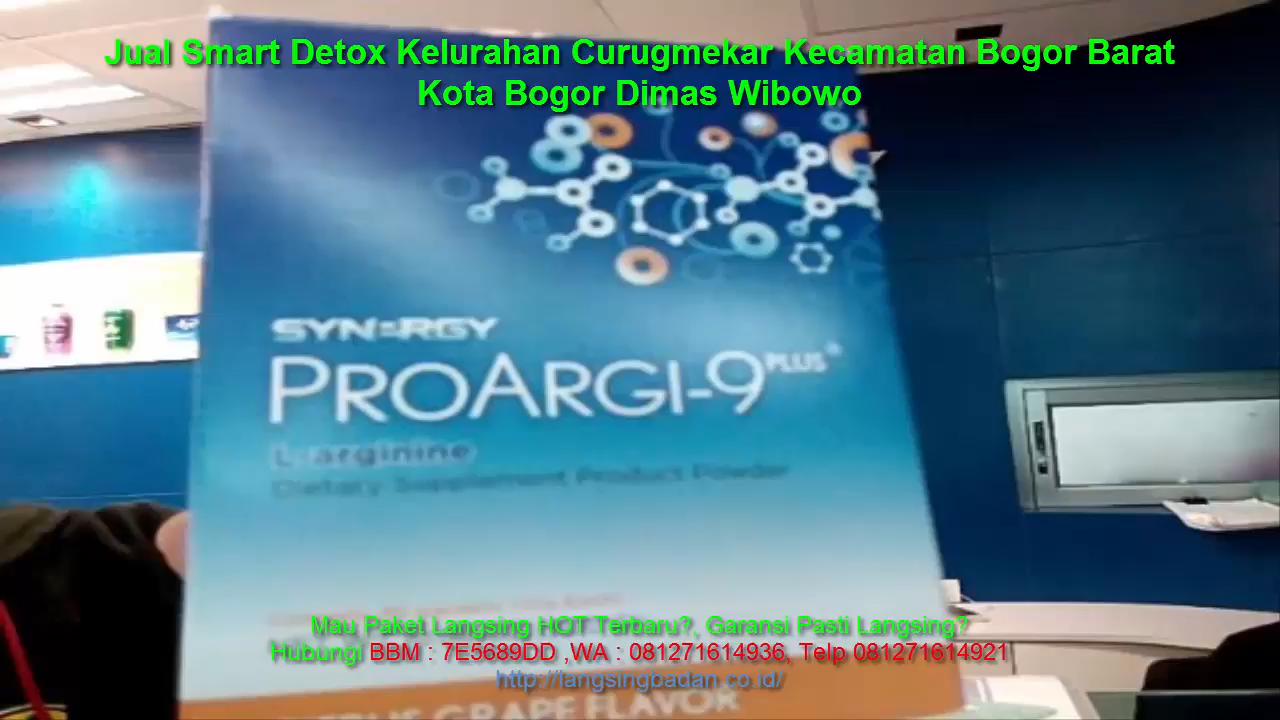 Jual Smart Detox Kelurahan Curugmekar Kecamatan Bogor Barat
Kota Bogor Dimas Wibowo
SYNERGY
PROARGI-9 PLUS
L-arginine
Dietary Supplement Product Powder
Mau Paket Langsing HOT Terbaru?, Garansi Pasti Langsing?
Hubungi BBM : 7E5689DD ,WA : 081271614936, Telp 081271614921
http://langsingbadan.co.id/
GRAPE FLAVOR